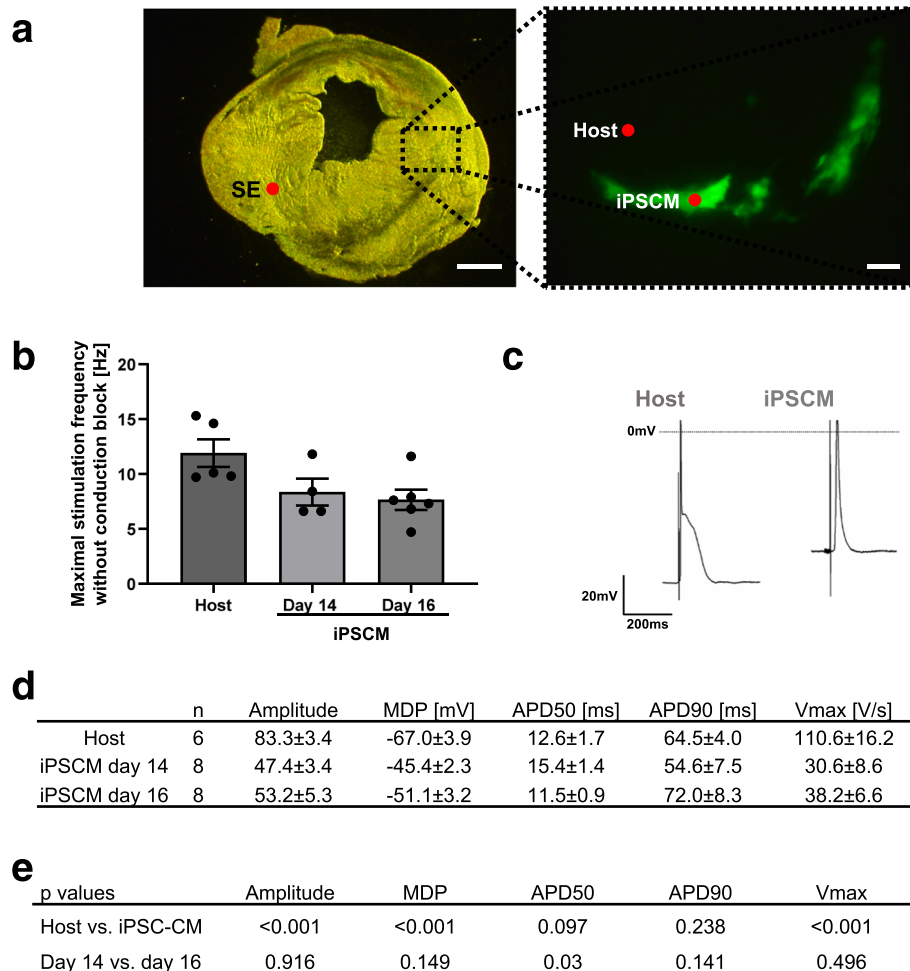 a
SE
Host
iPSCM
b
Maximal stimulation frequency
without conduction block [Hz]
20
15
10
5
0
Host
Day 14
Day 16
iPSCM
c
Host
iPSCM
0mV
20mV
200ms
d
n Amplitude MDP [mV] APD50 [ms] APD90 [ms] Vmax [V/s]
Host 6 83.3±3.4 -67.0±3.9 12.6±1.7 64.5±4.0 110.6±16.2
iPSCM day 14 8 47.4±3.4 -45.4±2.3 15.4±1.4 54.6±7.5 30.6±8.6
iPSCM day 16 8 53.2±5.3 -51.1±3.2 11.5±0.9 72.0±8.3 38.2±6.6
e
p values Amplitude MDP APD50 APD90 Vmax
Host vs. iPSC-CM <0.001 <0.001 0.097 0.238 <0.001
Day 14 vs. day 16 0.916 0.149 0.03 0.141 0.496